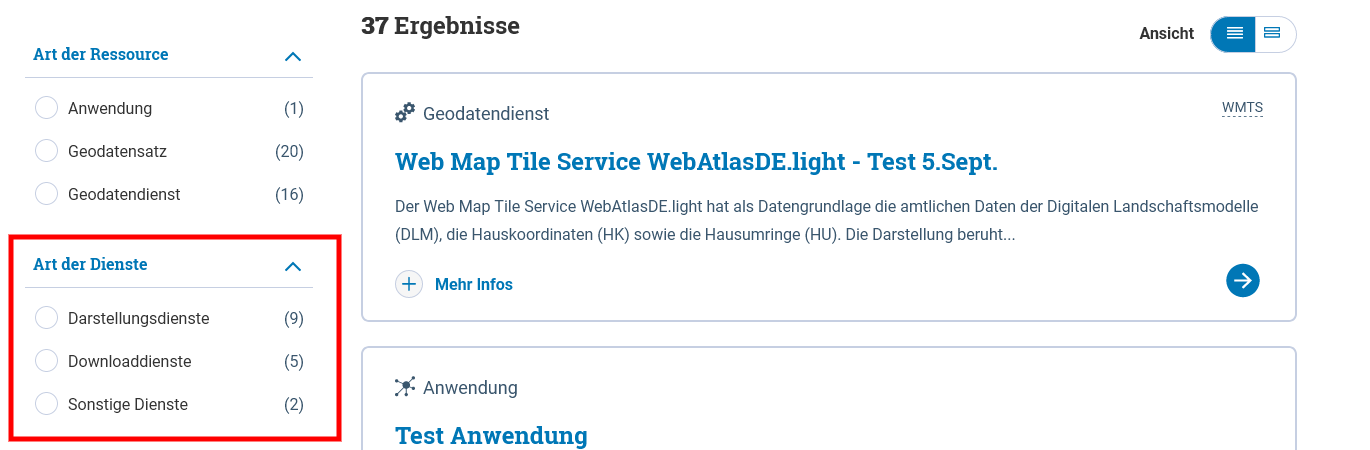 Art der Ressource
Anwendung (1)
Geodatensatz (20)
Geodatendienst (16)
Art der Dienste
Darstellungsdienste (9)
Downloaddienste (5)
Sonstige Dienste (2)
37 Ergebnisse
Ansicht
Geodatendienst
WMTS
Web Map Tile Service WebAtlasDE.light - Test 5.Sept.
Der Web Map Tile Service WebAtlasDE.light hat als Datengrundlage die amtlichen Daten der Digitalen Landschaftsmodelle
(DLM), die Hauskoordinaten (HK) sowie die Hausumringe (HU). Die Darstellung beruht...
Mehr Infos
Anwendung
Test Anwendung